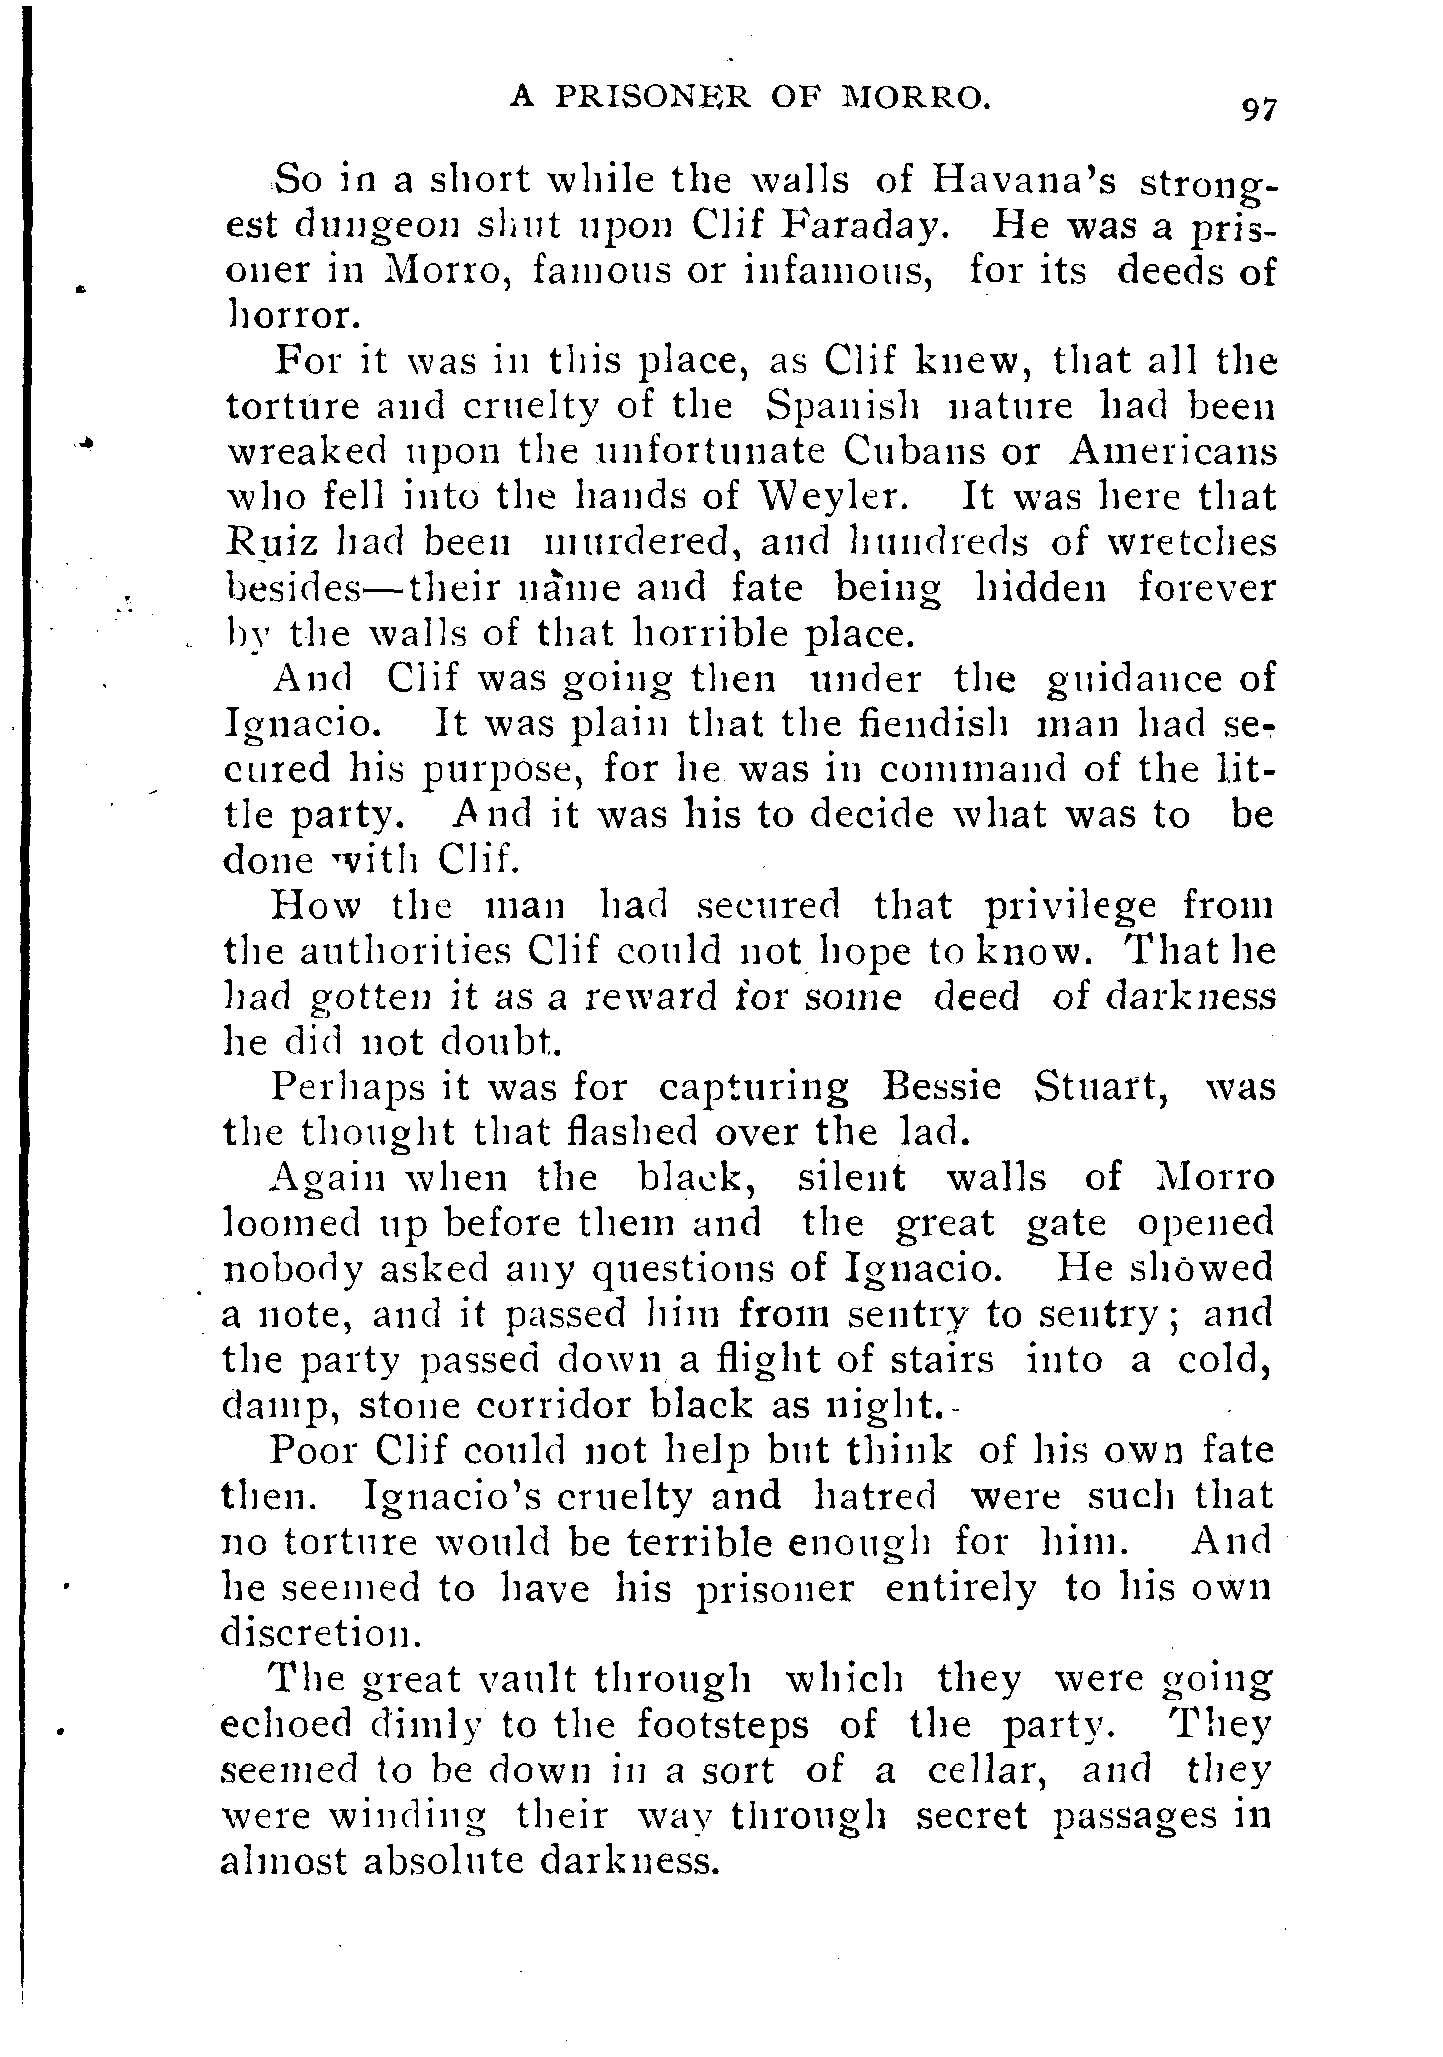 A PRISONER OF MORRO. 97
So in a short while the walls of Havana's strong-
est dungeon shut upon Clif Faraday. He was a pris-
oner in Morro, famous or infamous, for its deeds of
horror.
For it was in this place, as Clif knew, that all the
torture and cruelty of the Spanish nature had been
wreaked upon the unfortunate Cubans or Americans
who fell into the hands of Weyler. It was here that
Ruiz had been murdered, and hundreds of wretches
besides—their name and fate being hidden forever
by the walls of that horrible place.
And Clif was going then under the guidance of
Ignacio. It was plain that the fiendish man had se-
cured his purpose, for he was in command of the lit-
tle party. And it was his to decide what was to be
done with Clif.
How the man had secured that privilege from
the authorities Clif could not hope to know. That he
had gotten it as a reward for some deed of darkness
he did not doubt.
Perhaps it was for capturing Bessie Stuart, was
the thought that flashed over the lad.
Again when the black, silent walls of Morro
loomed up before them and the great gate opened
nobody asked any questions of Ignacio. He showed
a note, and it passed him from sentry to sentry; and
the party passed down a flight of stairs into a cold,
damp, stone corridor black as night.
Poor Clif could not help but think of his own fate
then. Ignacio's cruelty and hatred were such that
no torture would be terrible enough for him. And
he seemed to have his prisoner entirely to his own
discretion.
The great vault through which they were going
echoed dimly to the footsteps of the party. They
seemed to be down in a sort of a cellar, and they
were winding their way through secret passages in
almost absolute darkness.